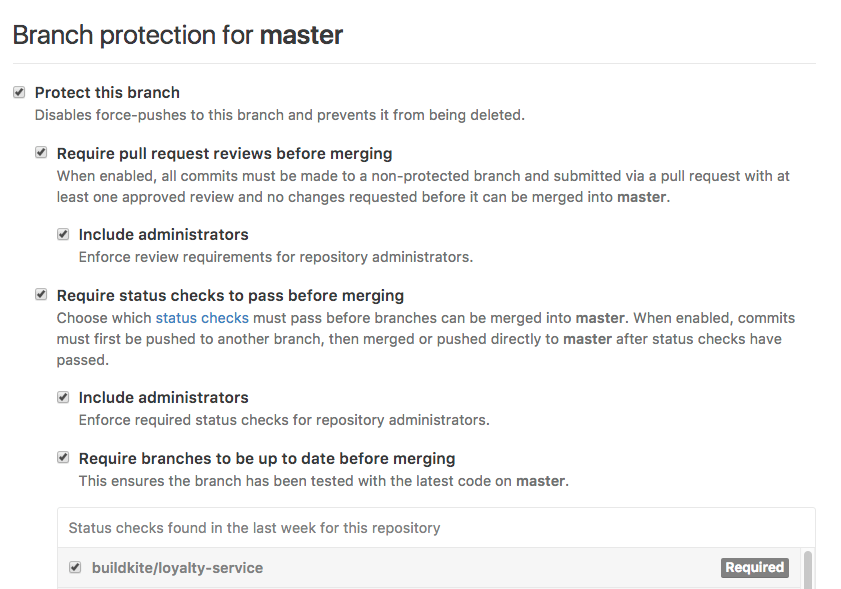 Branch protection for master
Protect this branch
Disables force-pushes to this branch and prevents it from being deleted.
Require pull request reviews before merging
When enabled, all commits must be made to a non-protected branch and submitted via a pull request with at
least one approved review and no changes requested before it can be merged into master.
Include administrators
Enforce review requirements for repository administrators.
Require status checks to pass before merging
Choose which status checks must pass before branches can be merged into master. When enabled, commits
must first be pushed to another branch, then merged or pushed directly to master after status checks have
passed.
Include administrators
Enforce required status checks for repository administrators.
Require branches to be up to date before merging
This ensures the branch has been tested with the latest code on master.
Status checks found in the last week for this repository
buildkite/loyalty-service Required